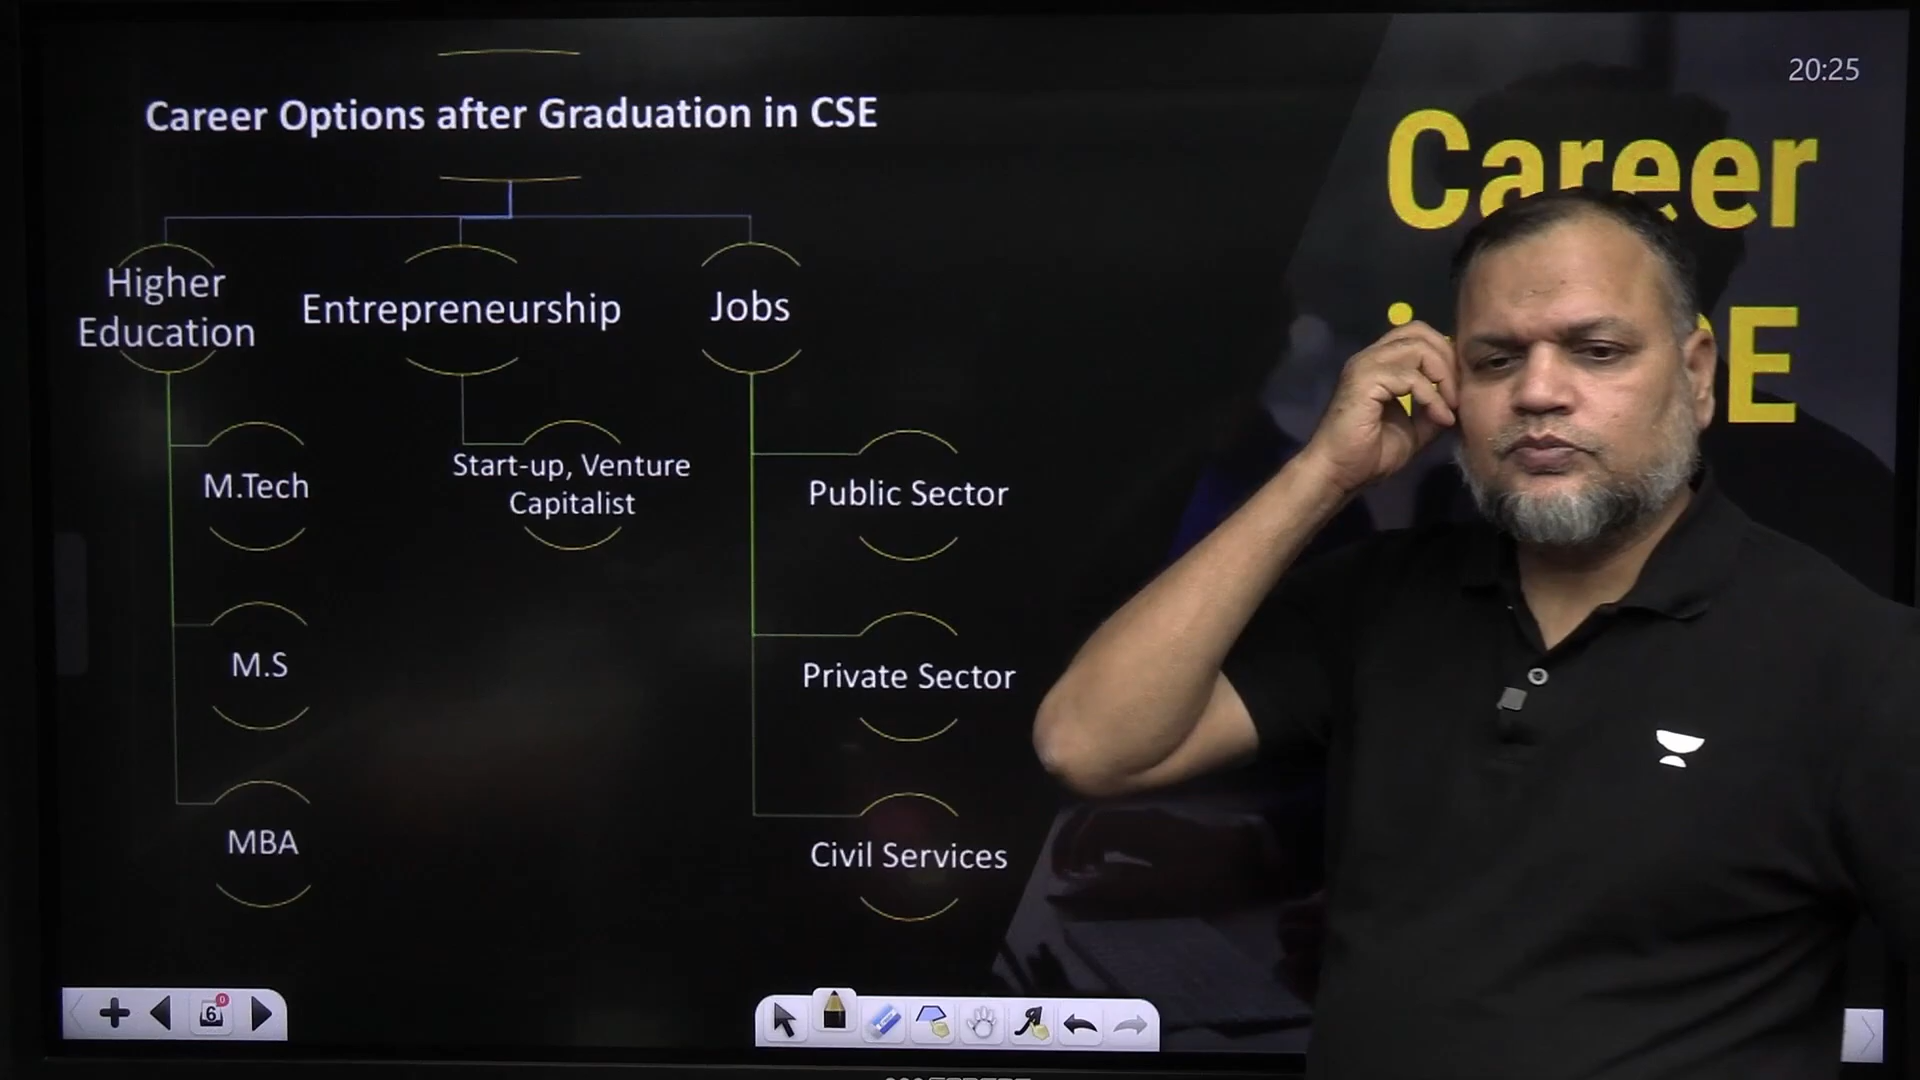 20:25
Career Options after Graduation in CSE
Career
E
Higher
Education
Entrepreneurship
Jobs
M.Tech
Start-up, Venture
Capitalist
Public Sector
M.S
Private Sector
MBA
Civil Services
6
0